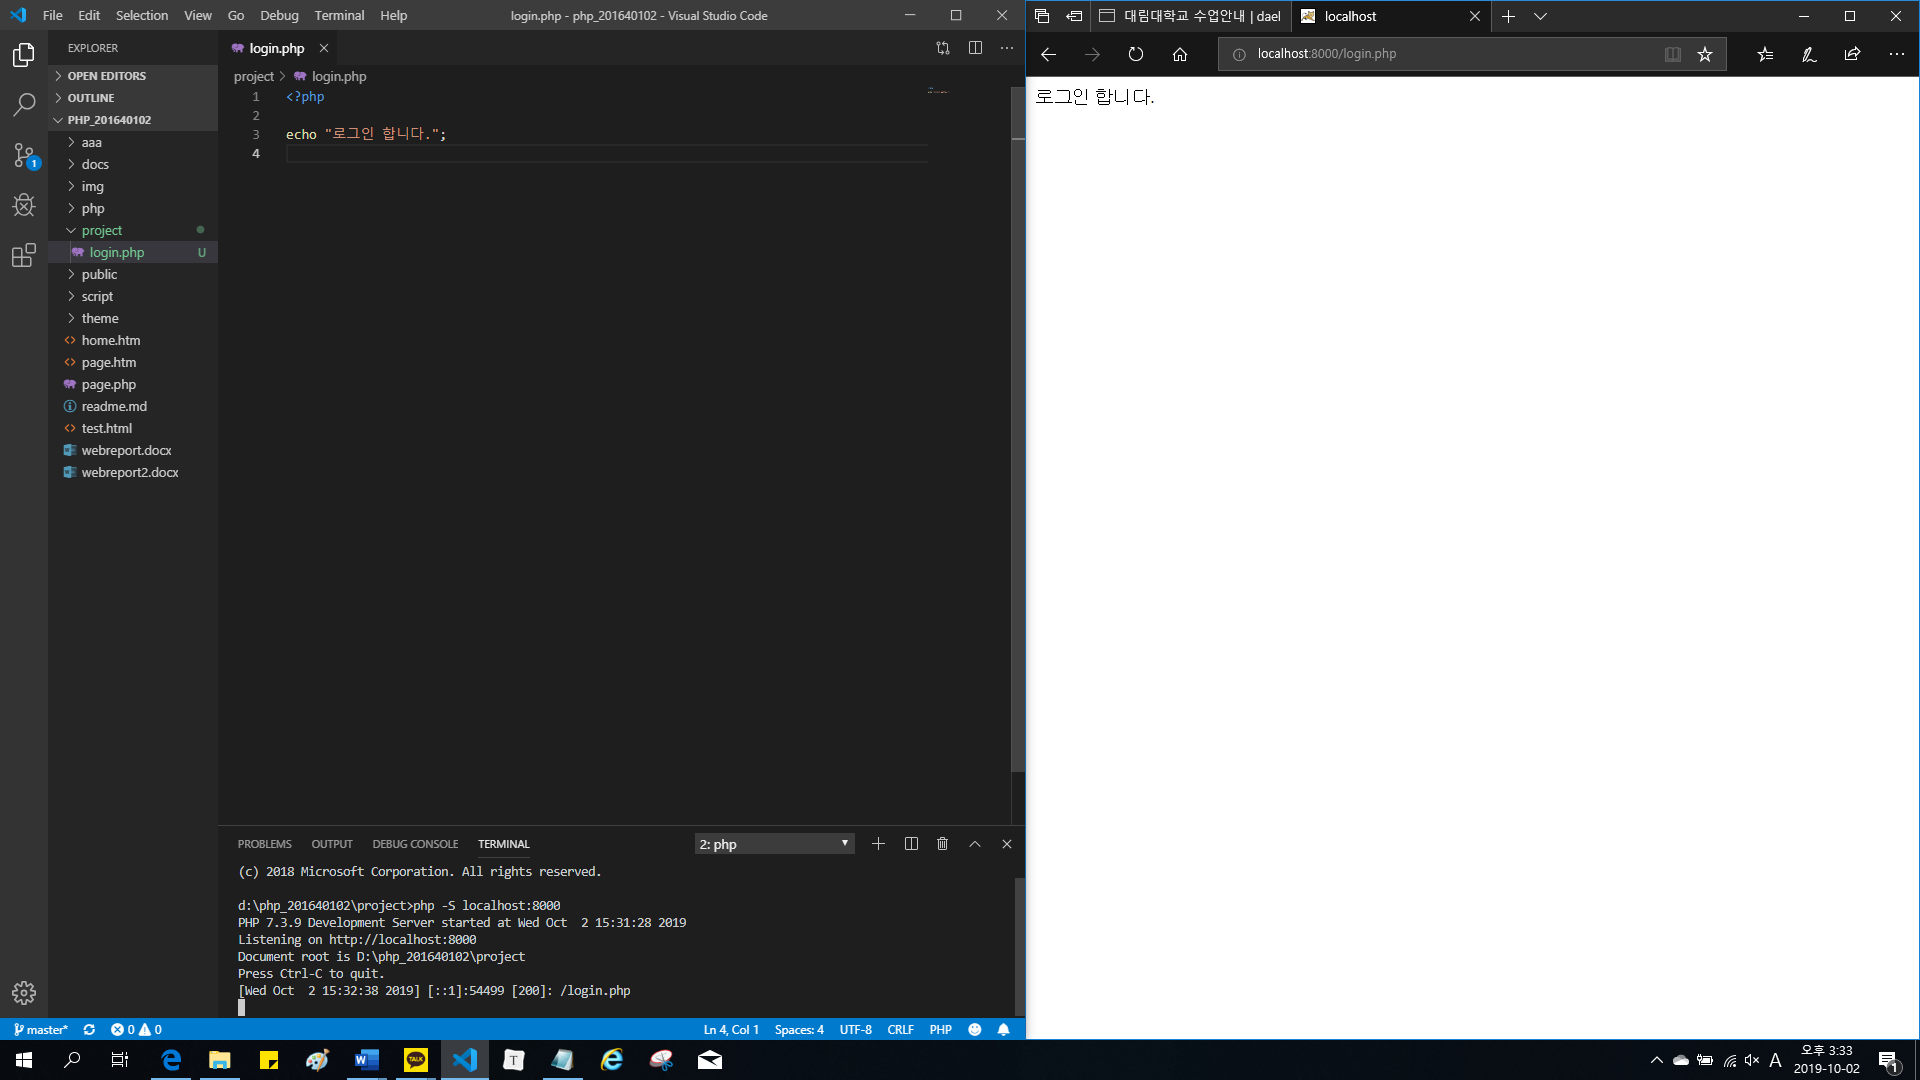 File Edit Selection View Go Debug Terminal Help
login.php - php_201640102 - Visual Studio Code
EXPLORER
OPEN EDITORS
OUTLINE
PHP_201640102
aaa
docs
img
php
project
login.php U
public
script
theme
home.htm
page.htm
page.php
readme.md
test.html
webreport.docx
webreport2.docx
1
login.php
project > login.php
1 <?php
2
3 echo "로그인 합니다.";
4
PROBLEMS OUTPUT DEBUG CONSOLE TERMINAL 2: php
(c) 2018 Microsoft Corporation. All rights reserved.
d:\php_201640102\project>php -S localhost:8000
PHP 7.3.9 Development Server started at Wed Oct  2 15:31:28 2019
Listening on http://localhost:8000
Document root is D:\php_201640102\project
Press Ctrl-C to quit.
[Wed Oct  2 15:32:38 2019] [::1]:54499 [200]: /login.php
master* 0 0 Ln 4, Col 1 Spaces: 4 UTF-8 CRLF PHP
대림대학교 수업안내 | dael
localhost
localhost:8000/login.php
로그인 합니다.
TALK
T
A
오후 3:33
2019-10-02
1